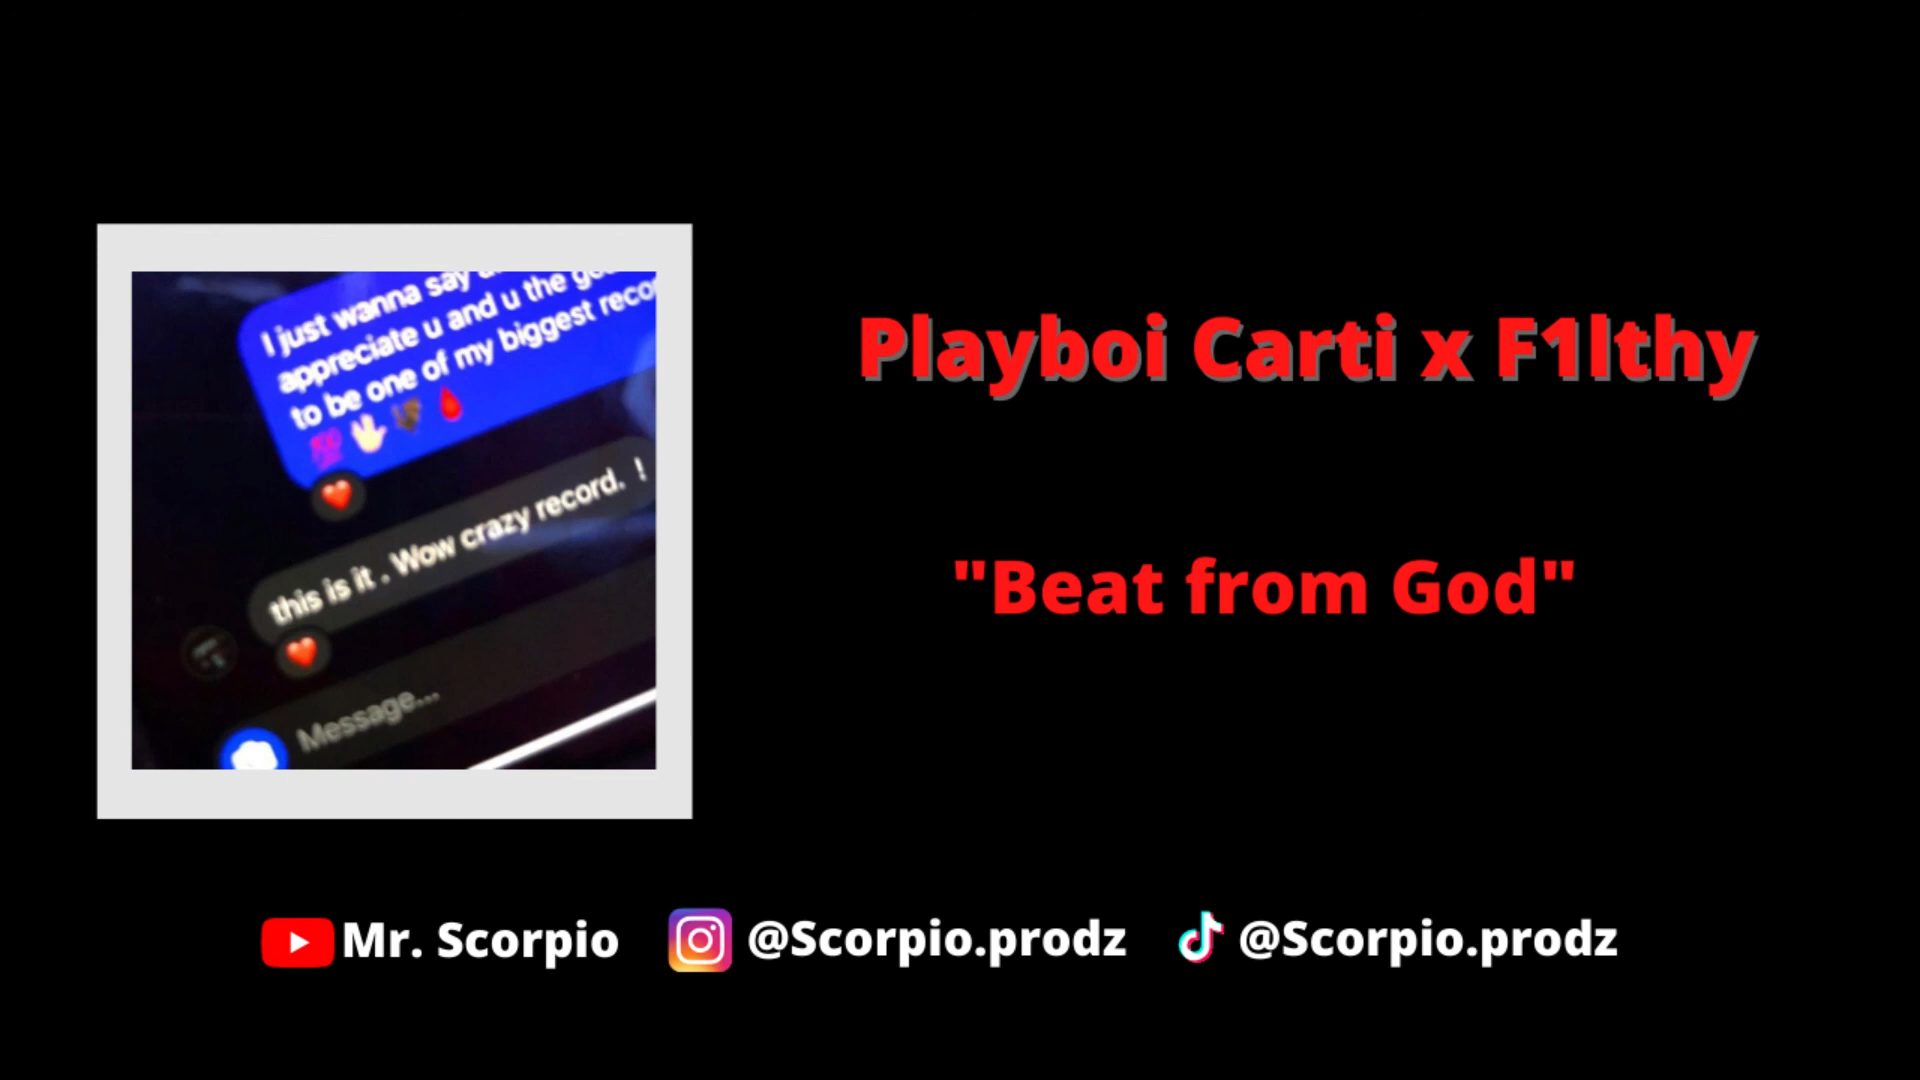 I just wanna say
appreciate u and u the
to be one of my biggest
💯
this is it . Wow crazy record. !
Message...
Playboi Carti x F1lthy
"Beat from God"
Mr. Scorpio
@Scorpio.prodz
@Scorpio.prodz